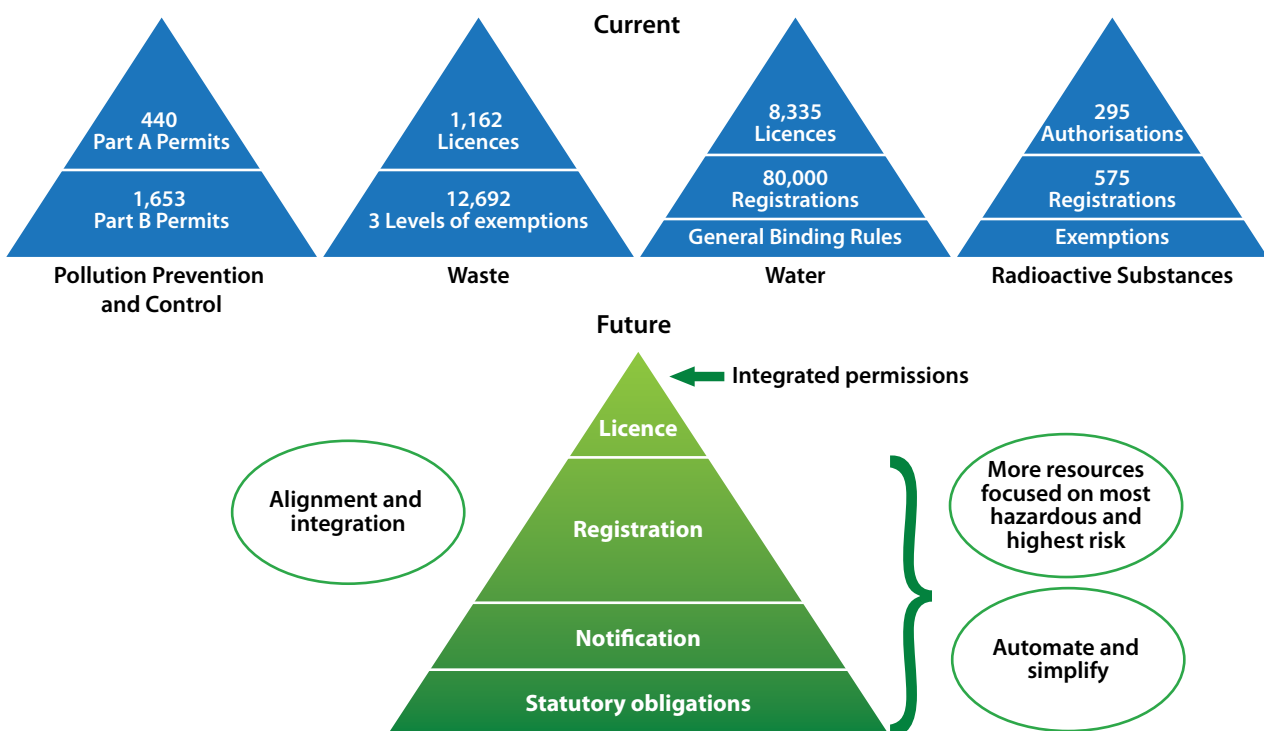 Current
440
Part A Permits
1,653
Part B Permits
Pollution Prevention
and Control
1,162
Licences
12,692
3 Levels of exemptions
Waste
8,335
Licences
80,000
Registrations
General Binding Rules
Water
295
Authorisations
575
Registrations
Exemptions
Radioactive Substances
Future
Integrated permissions
Licence
Registration
Notification
Statutory obligations
Alignment and
integration
More resources
focused on most
hazardous and
highest risk
Automate and
simplify